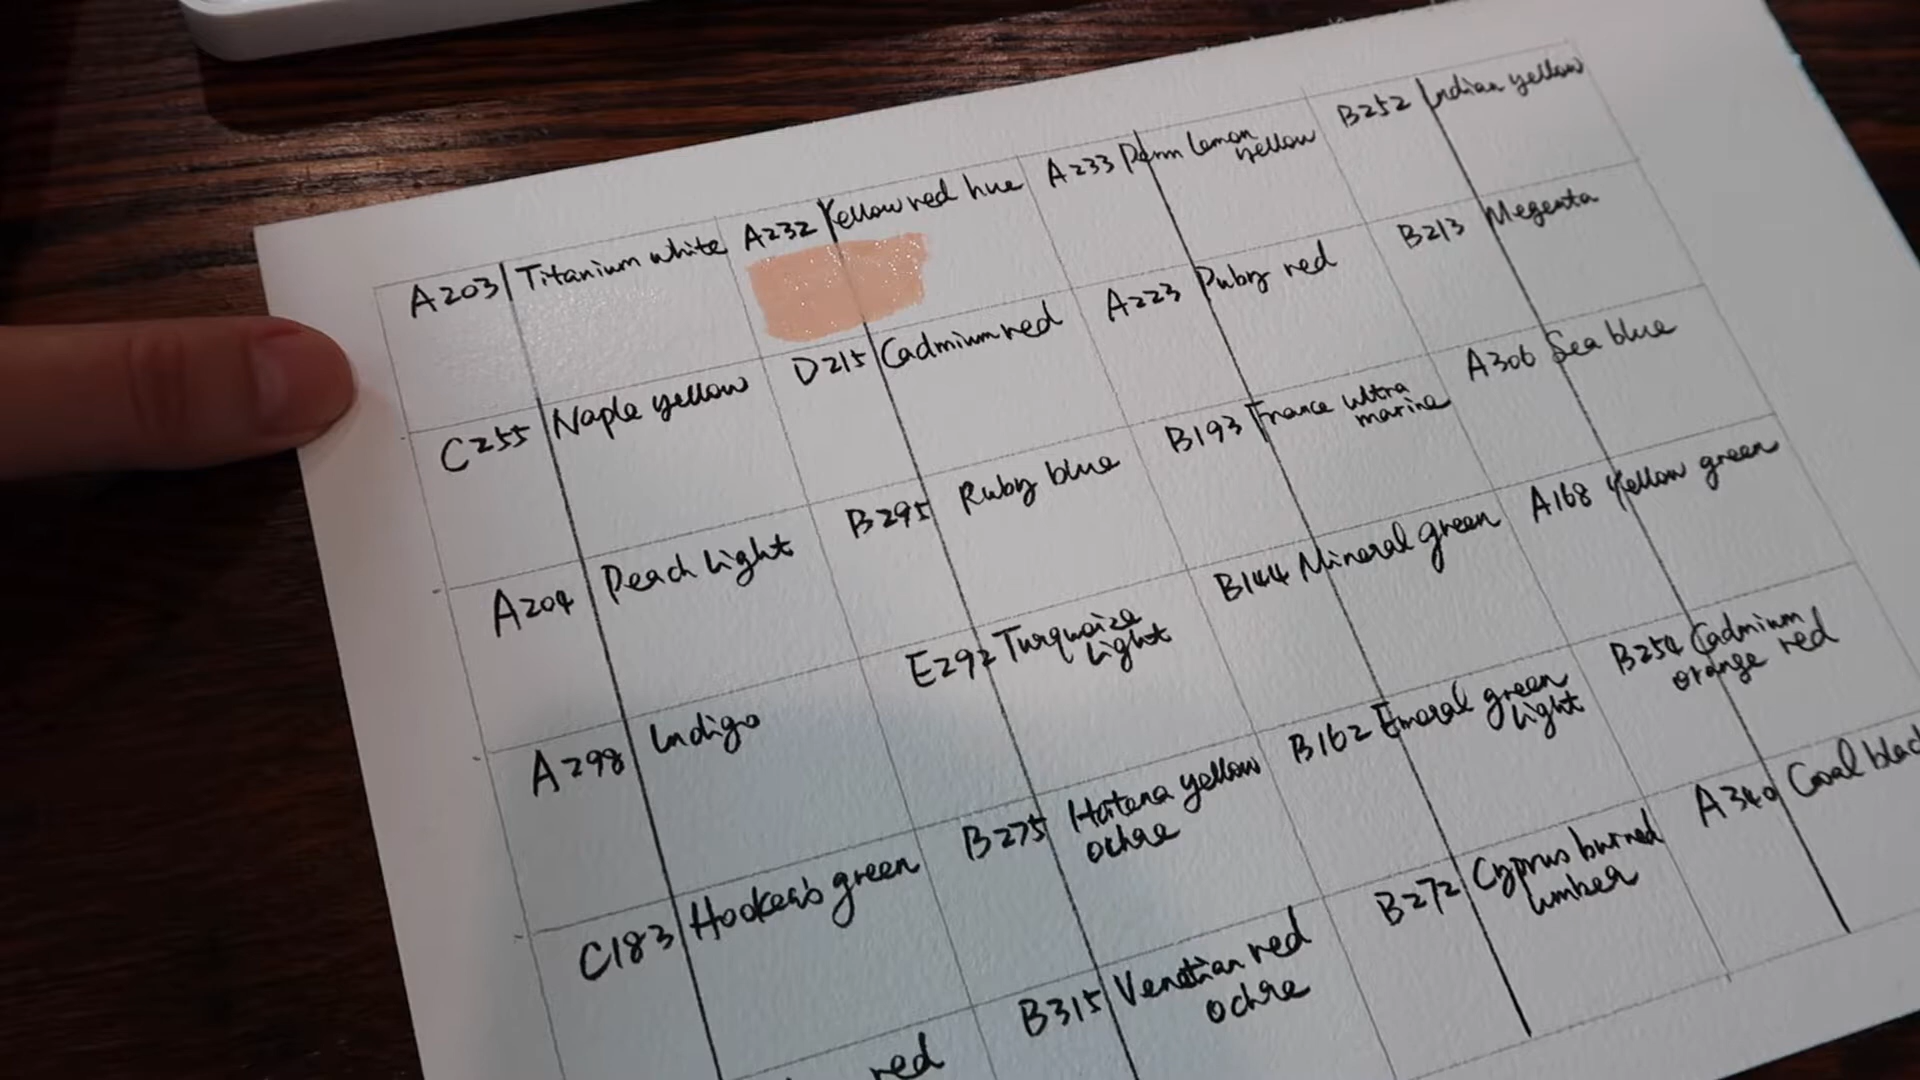 A203 Titanium white
A232 Yellow red hue
A233 Perm Lemon
yellow
B252 Indian yellow
C255 Naple yellow
D215 Cadmium red
A223 Ruby red
B213 Megenta
A204 Peach Light
B295 Ruby blue
B193 France ultra
marine
A306 Sea blue
A298 Indigo
E292 Turquoize
Light
B144 Mineral green
A168 Yellow green
C183 Hooker's green
B275 Hatena yellow
ochre
B162 Emeral green
light
B254 Cadmium
orange red
red
B315 Venetian red
ochre
B272 Cyprus burned
umber
A340 Coal blac